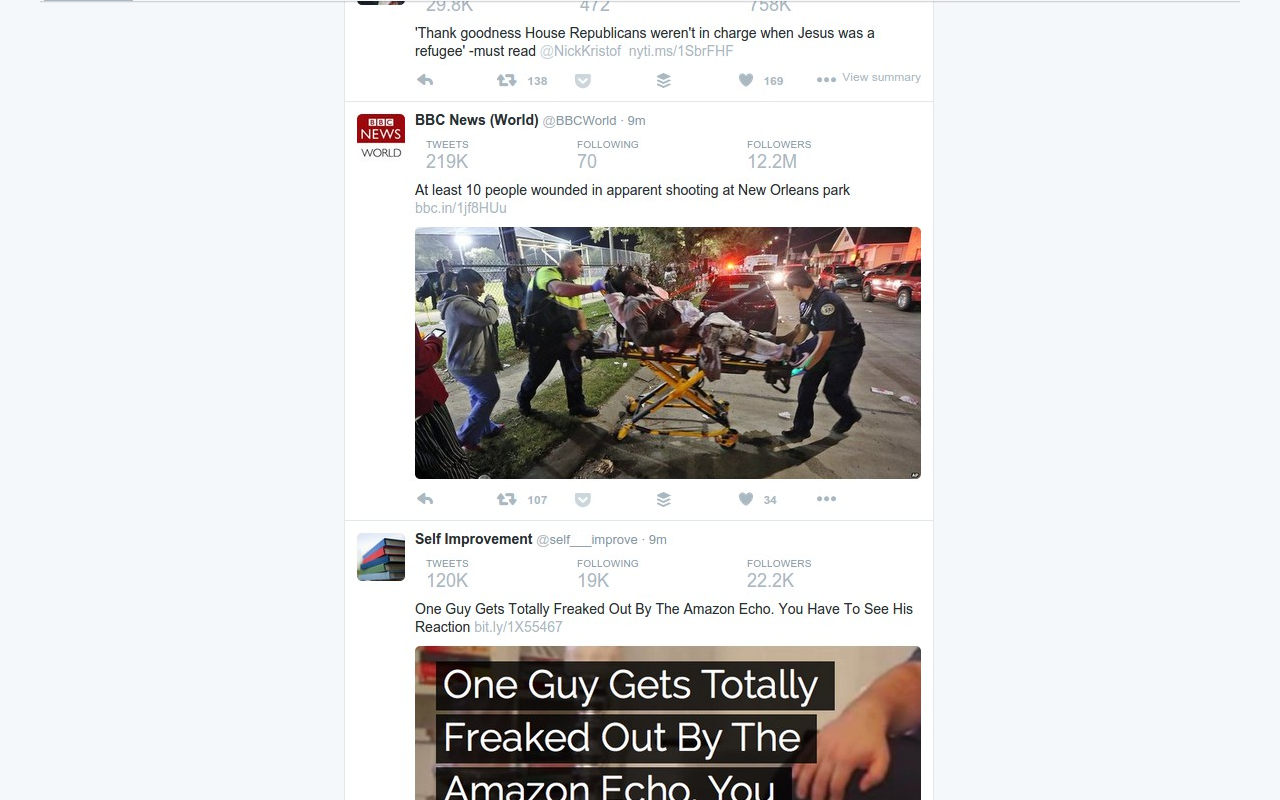 29.8K 472 758K
'Thank goodness House Republicans weren't in charge when Jesus was a
refugee' -must read @NickKristof nyti.ms/1SbrFHF
138 169 View summary
BBC NEWS WORLD
BBC News (World) @BBCWorld · 9m
TWEETS FOLLOWING FOLLOWERS
219K 70 12.2M
At least 10 people wounded in apparent shooting at New Orleans park
bbc.in/1jf8HUu
AP
107 34
Self Improvement @self___improve · 9m
TWEETS FOLLOWING FOLLOWERS
120K 19K 22.2K
One Guy Gets Totally Freaked Out By The Amazon Echo. You Have To See His
Reaction bit.ly/1X55467
One Guy Gets Totally
Freaked Out By The
Amazon Echo. You